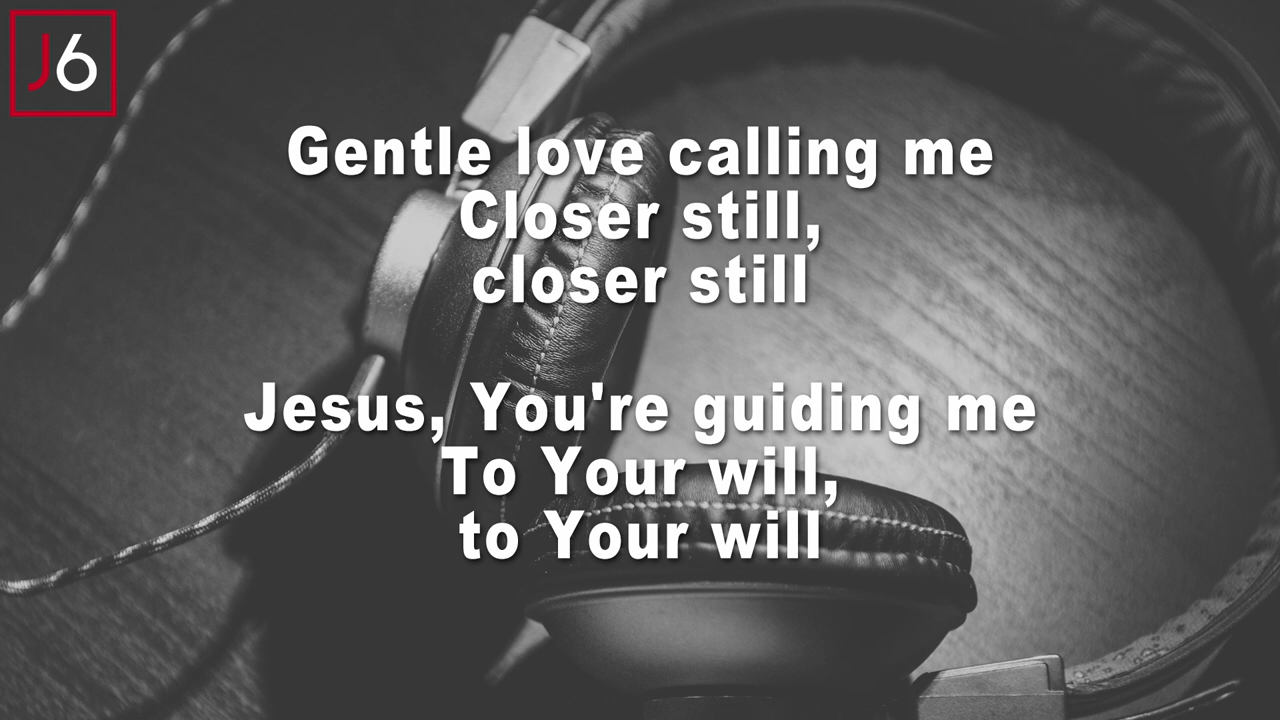 J6
Gentle love calling me
Closer still,
closer still
Jesus, You're guiding me
To Your will,
to Your will